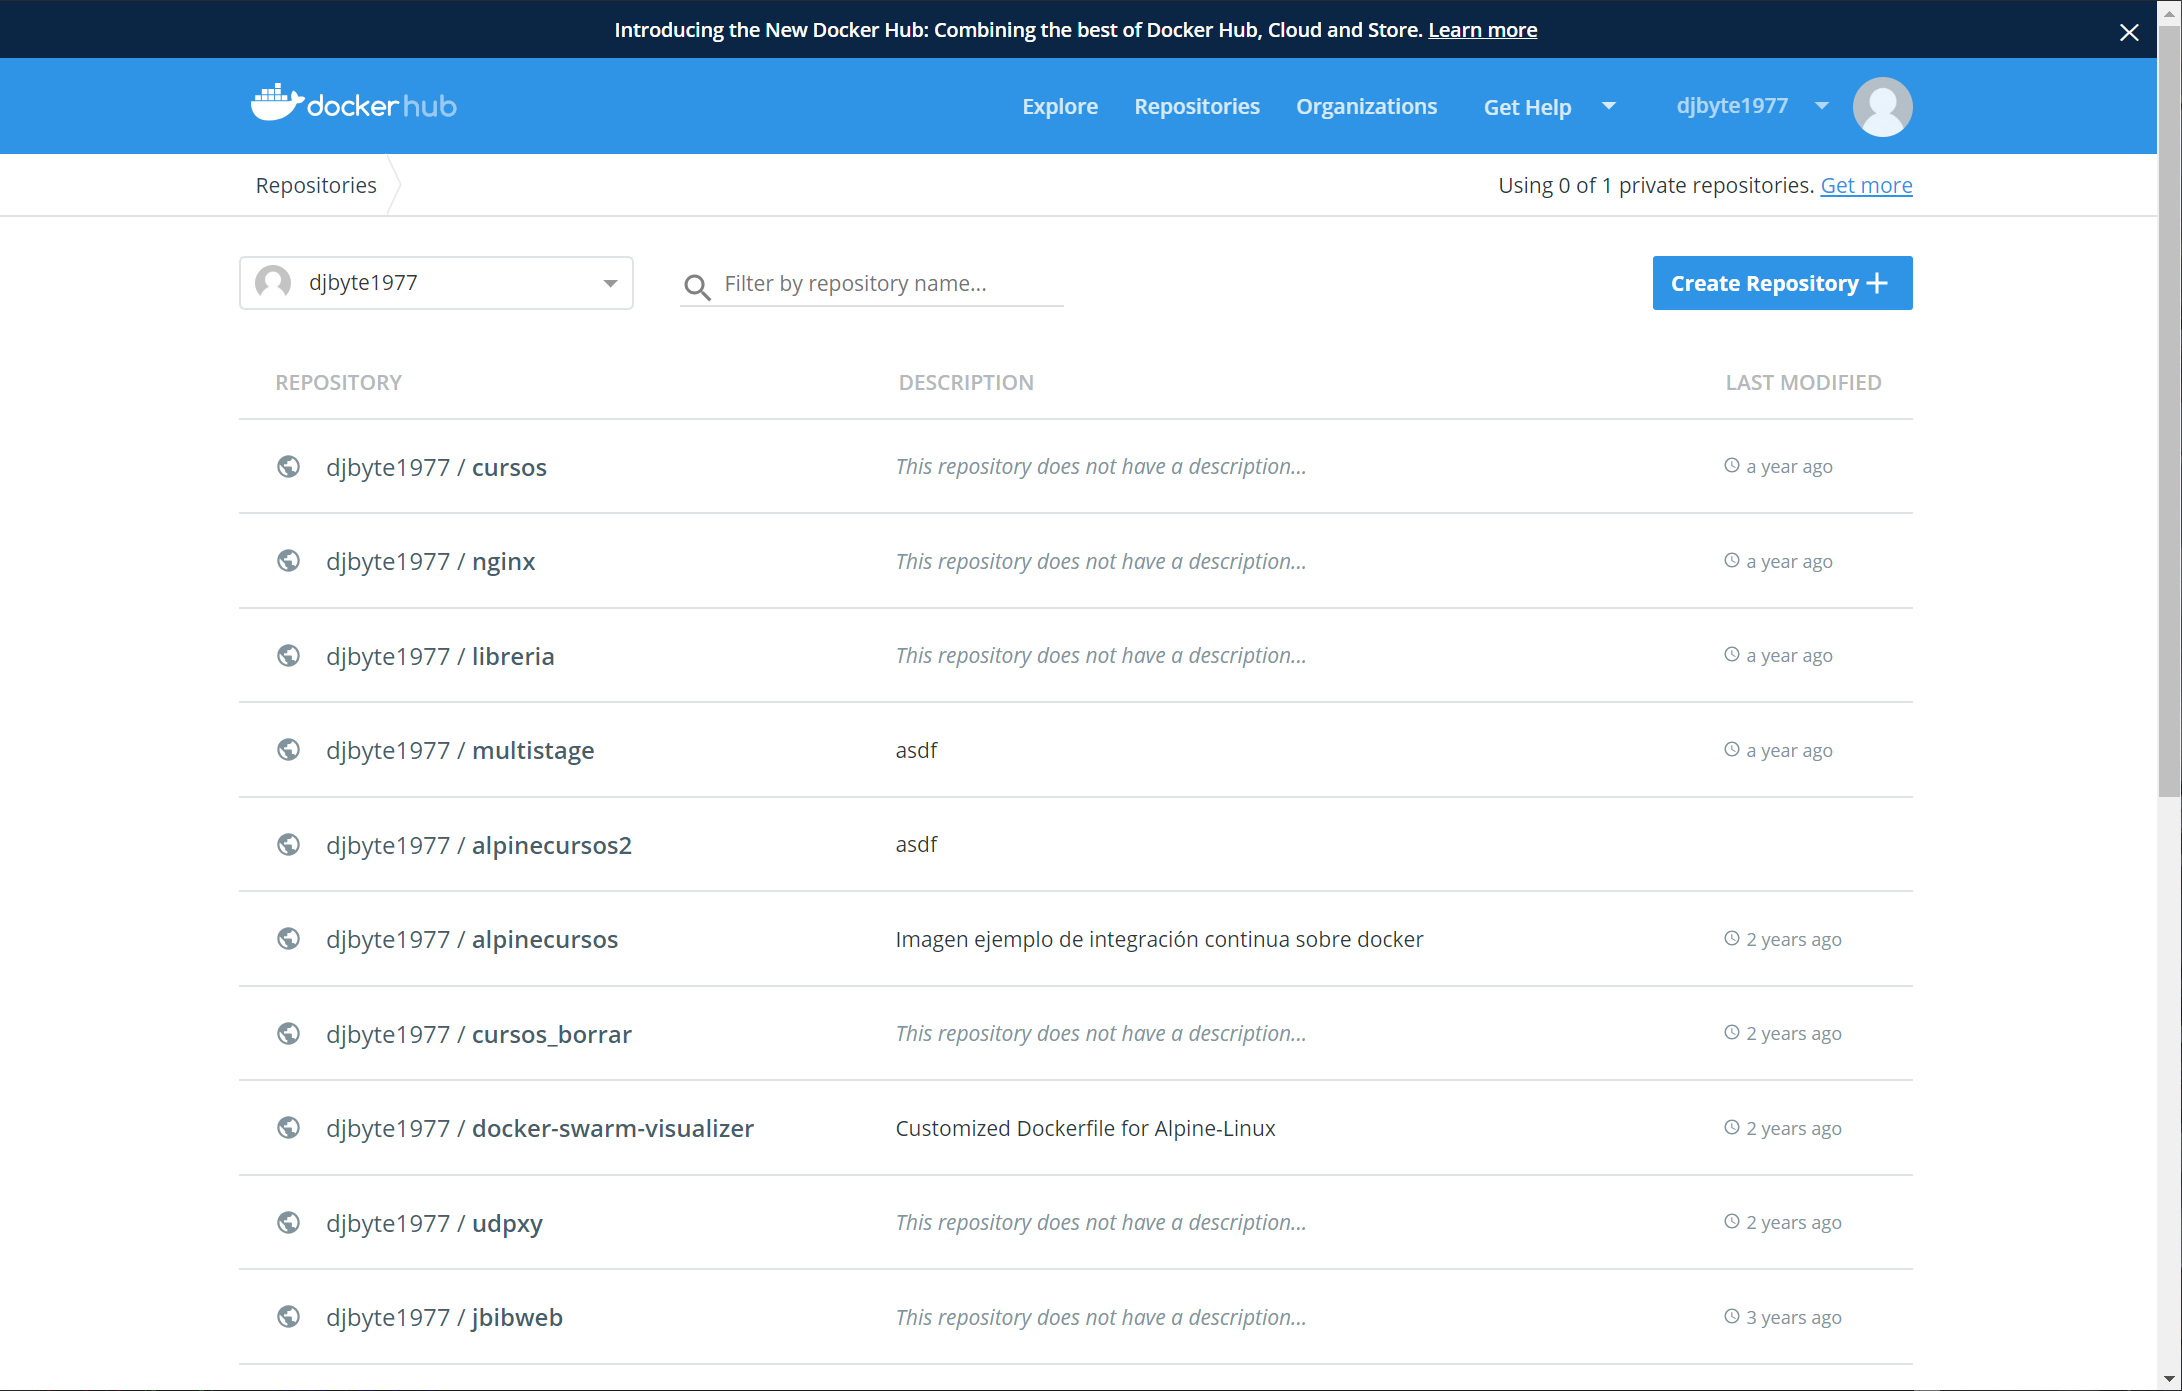 Introducing the New Docker Hub: Combining the best of Docker Hub, Cloud and Store. Learn more
dockerhub Explore Repositories Organizations Get Help djbyte1977
Repositories Using 0 of 1 private repositories. Get more
djbyte1977 Filter by repository name... Create Repository +
REPOSITORY DESCRIPTION LAST MODIFIED
djbyte1977 / cursos This repository does not have a description... a year ago
djbyte1977 / nginx This repository does not have a description... a year ago
djbyte1977 / libreria This repository does not have a description... a year ago
djbyte1977 / multistage asdf a year ago
djbyte1977 / alpinecursos2 asdf
djbyte1977 / alpinecursos Imagen ejemplo de integración continua sobre docker 2 years ago
djbyte1977 / cursos_borrar This repository does not have a description... 2 years ago
djbyte1977 / docker-swarm-visualizer Customized Dockerfile for Alpine-Linux 2 years ago
djbyte1977 / udpxy This repository does not have a description... 2 years ago
djbyte1977 / jbibweb This repository does not have a description... 3 years ago